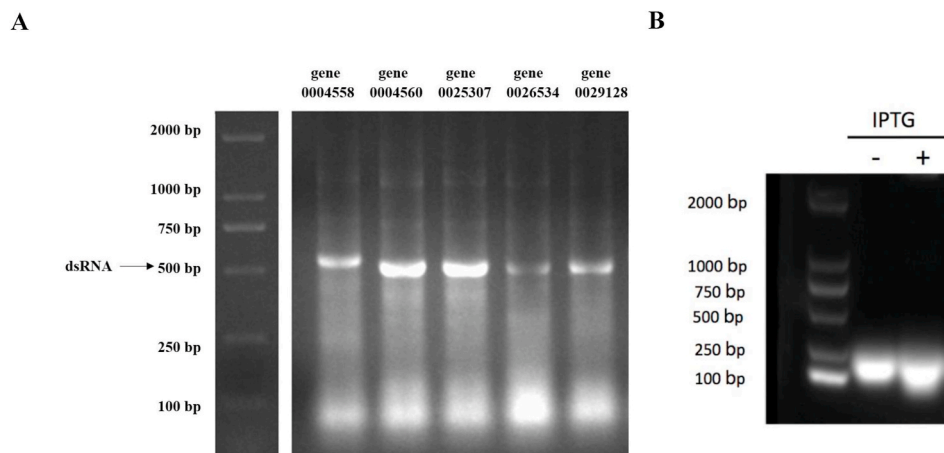 A
gene gene gene gene gene
0004558 0004560 0025307 0026534 0029128
2000 bp
1000 bp
750 bp
dsRNA 500 bp
250 bp
100 bp
B
IPTG
- +
2000 bp
1000 bp
750 bp
500 bp
250 bp
100 bp